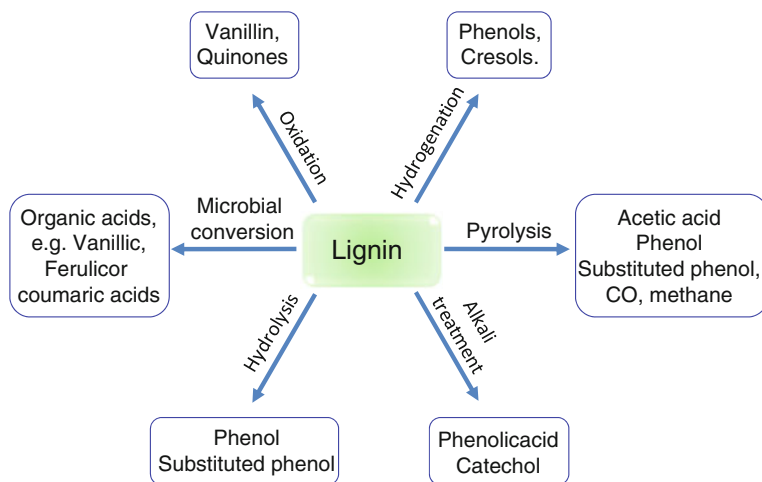 Vanillin,
Quinones
Phenols,
Cresols.
Oxidation
Hydrogenation
Organic acids,
e.g. Vanillic,
Ferulicor
coumaric acids
Microbial
conversion
Lignin
Pyrolysis
Acetic acid
Phenol
Substituted phenol,
CO, methane
Hydrolysis
Alkali
treatment
Phenol
Substituted phenol
Phenolicacid
Catechol